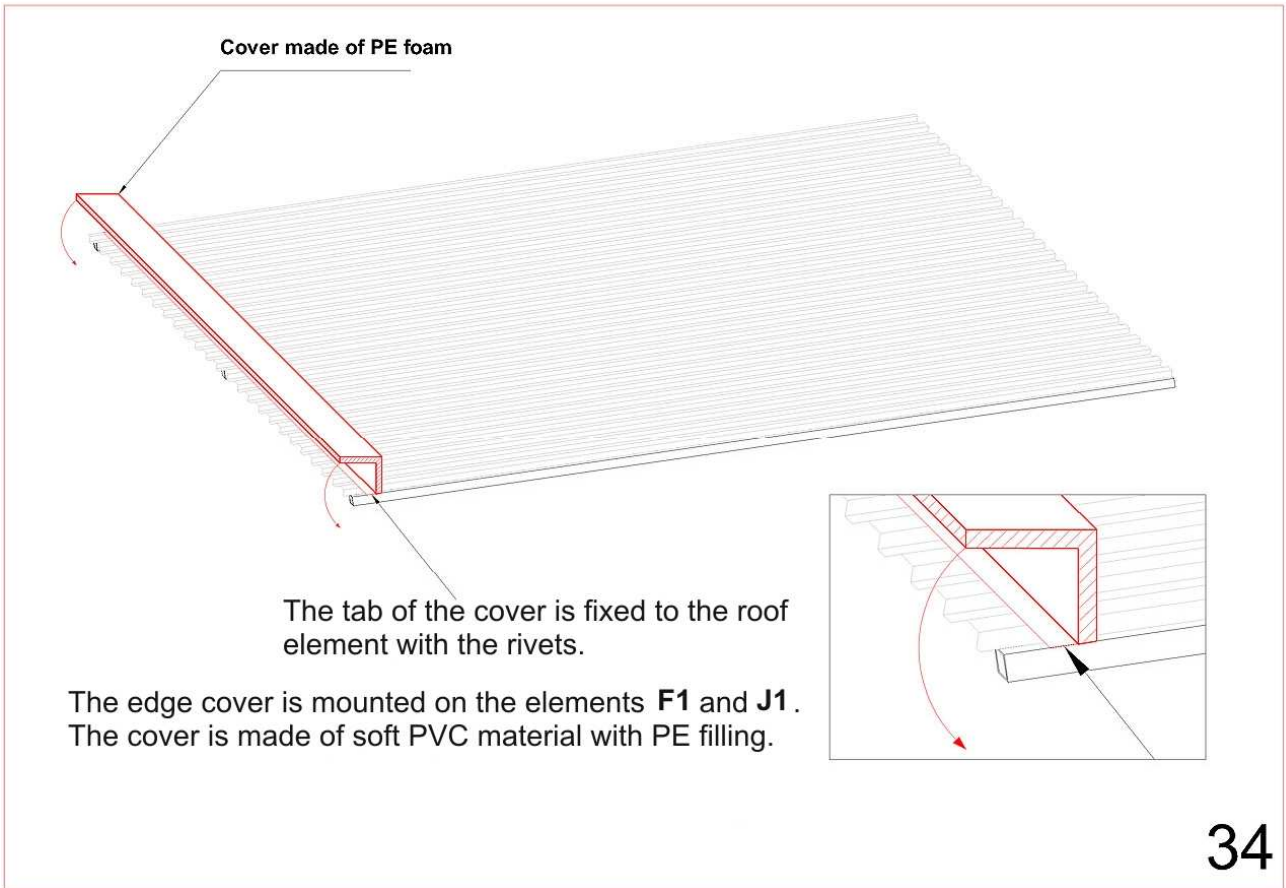 Cover made of PE foam
The tab of the cover is fixed to the roof
element with the rivets.
The edge cover is mounted on the elements F1 and J1.
The cover is made of soft PVC material with PE filling.
34